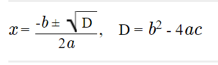 x = -b ± √D / 2a, D = b² - 4ac